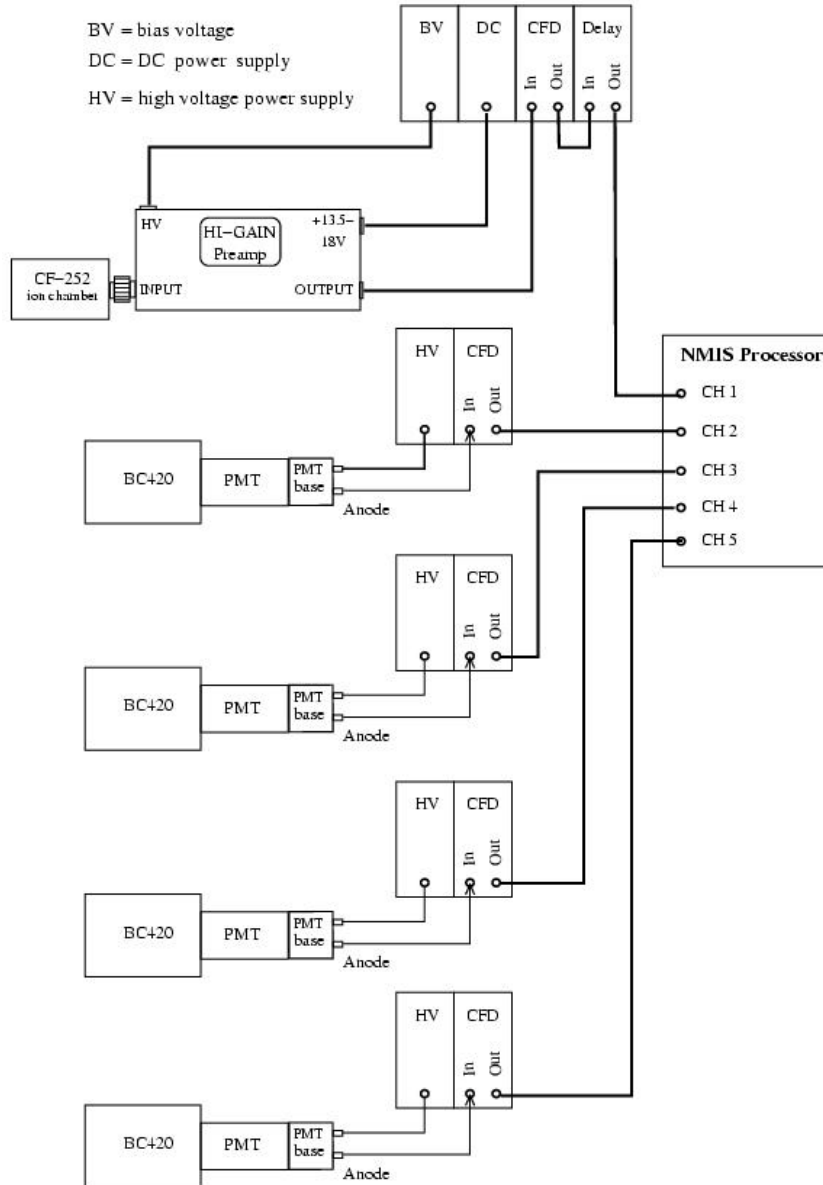 BV = bias voltage
DC = DC power supply
HV = high voltage power supply
BV DC CFD Delay
In Out In Out
HV
HI-GAIN
Preamp
+13.5-
18V
CF-252
ion chamber
INPUT
OUTPUT
NMIS Processor
CH 1
CH 2
CH 3
CH 4
CH 5
HV CFD
In Out
BC420 PMT PMT
base
Anode
HV CFD
In Out
BC420 PMT PMT
base
Anode
HV CFD
In Out
BC420 PMT PMT
base
Anode
HV CFD
In Out
BC420 PMT PMT
base
Anode